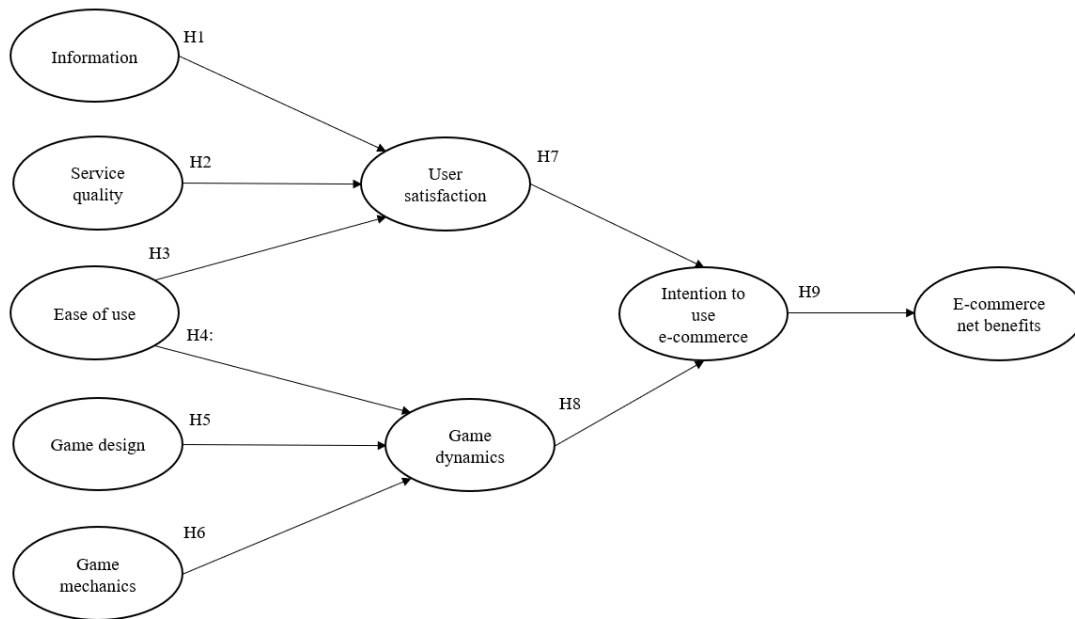 Information
H1
Service
quality
H2
User
satisfaction
H7
H3
Ease of use
H4:
Intention to
use
e-commerce
H9
E-commerce
net benefits
Game design
H5
Game
dynamics
H8
H6
Game
mechanics